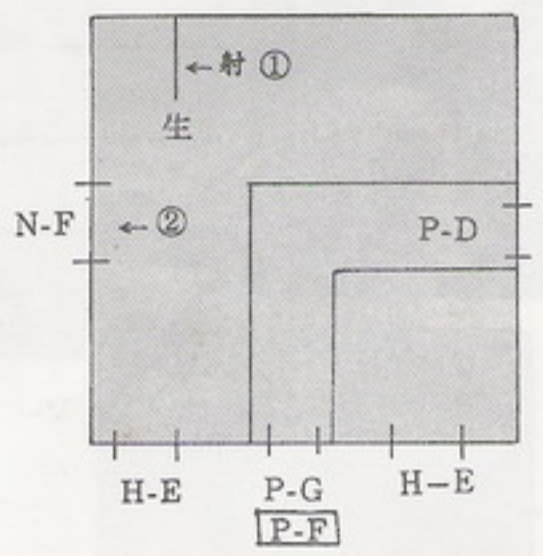 ←射 ①
生
N-F
←②
P-D
H-E
P-G
H-E
P-F